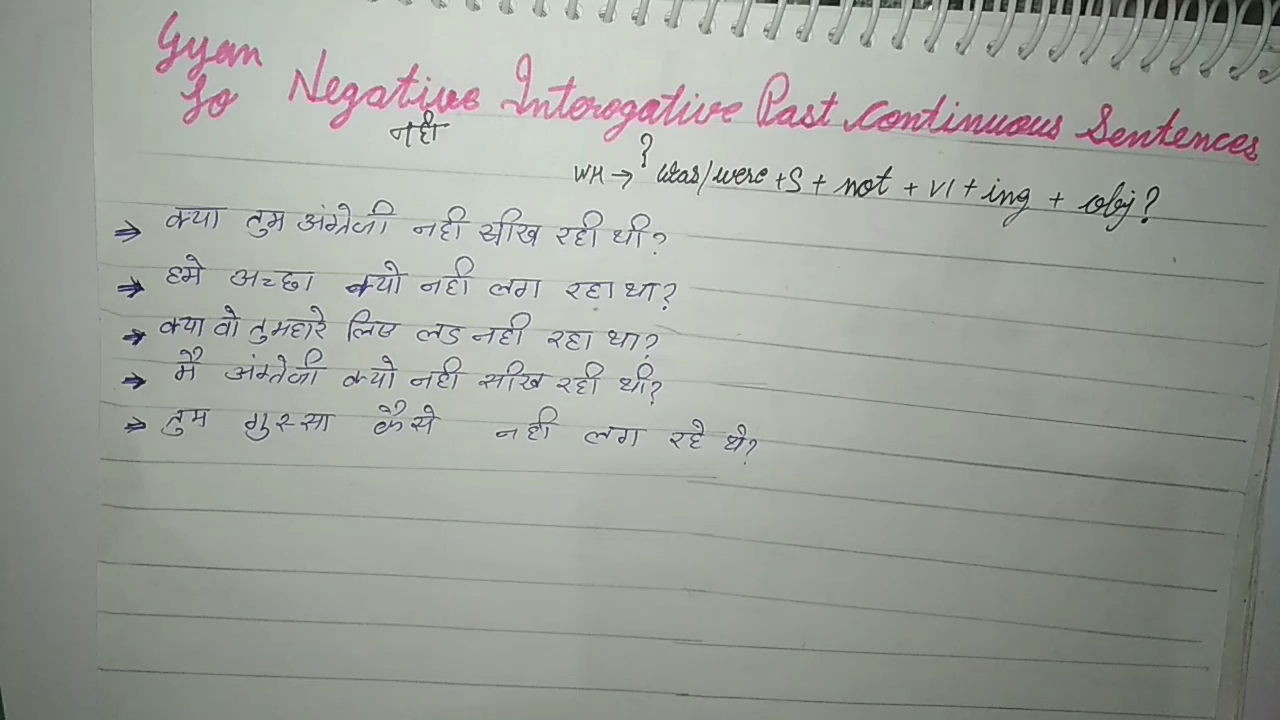 Gyan
So Negative Interogative Past Continuous Sentences
नही
WH → ? was/were + S + not + V1 + ing + obj?
⇒ क्या तुम अंग्रेजी नही सीख रही थी?
⇒ हमे अच्छा क्यो नही लग रहा था?
⇒ क्या वो तुमहारे लिए लड नही रहा था?
⇒ मै अंग्रेजी क्यो नही सीख रही थी?
⇒ तुम गुस्सा कैसे नही लग रहे थे?